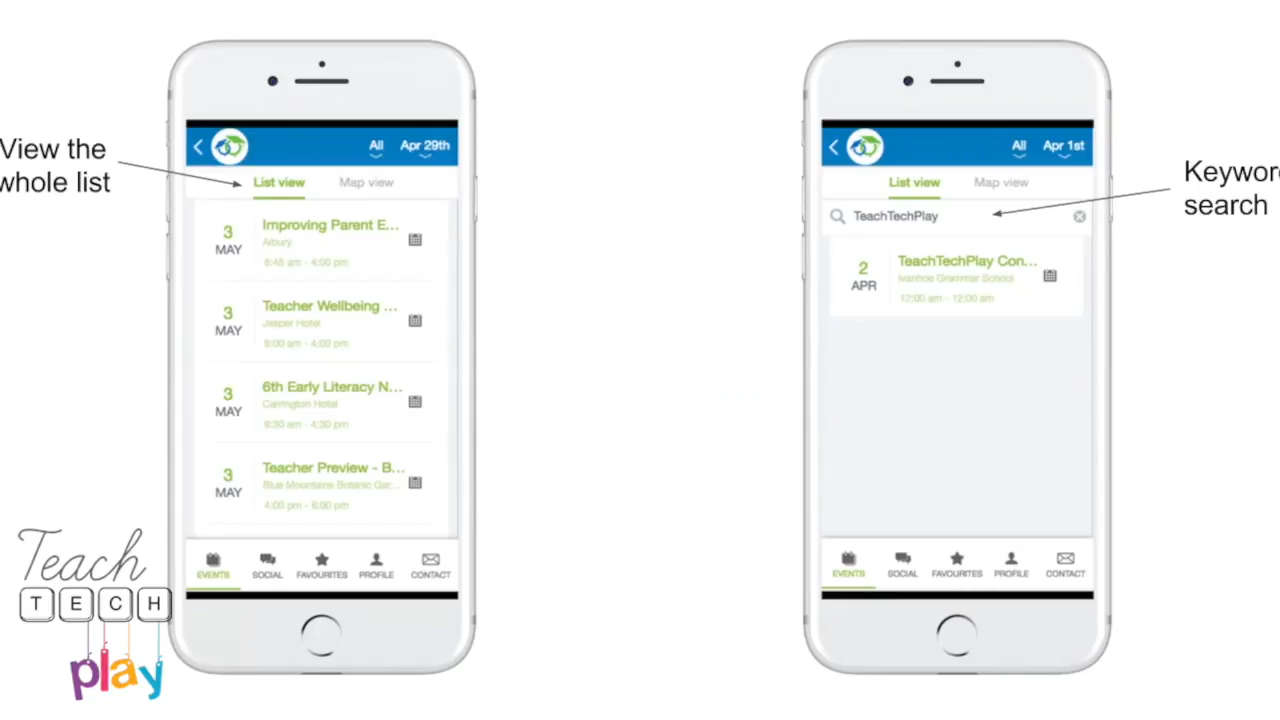 View the
whole list
All Apr 29th
List view Map view
3 MAY
Improving Parent E...
Albury
8:45 am - 4:00 pm
3 MAY
Teacher Wellbeing ...
Jasper Hotel
9:00 am - 4:00 pm
3 MAY
6th Early Literacy N...
Carrington Hotel
9:30 am - 4:30 pm
3 MAY
Teacher Preview - B...
Blue Mountains Botanic Gar...
4:00 pm - 6:00 pm
EVENTS SOCIAL FAVOURITES PROFILE CONTACT
Teach
TECH
play
All Apr 1st
List view Map view
TeachTechPlay
2 APR
TeachTechPlay Con...
Ivanhoe Grammar School
12:00 am - 12:00 am
EVENTS SOCIAL FAVOURITES PROFILE CONTACT
Keywor
search